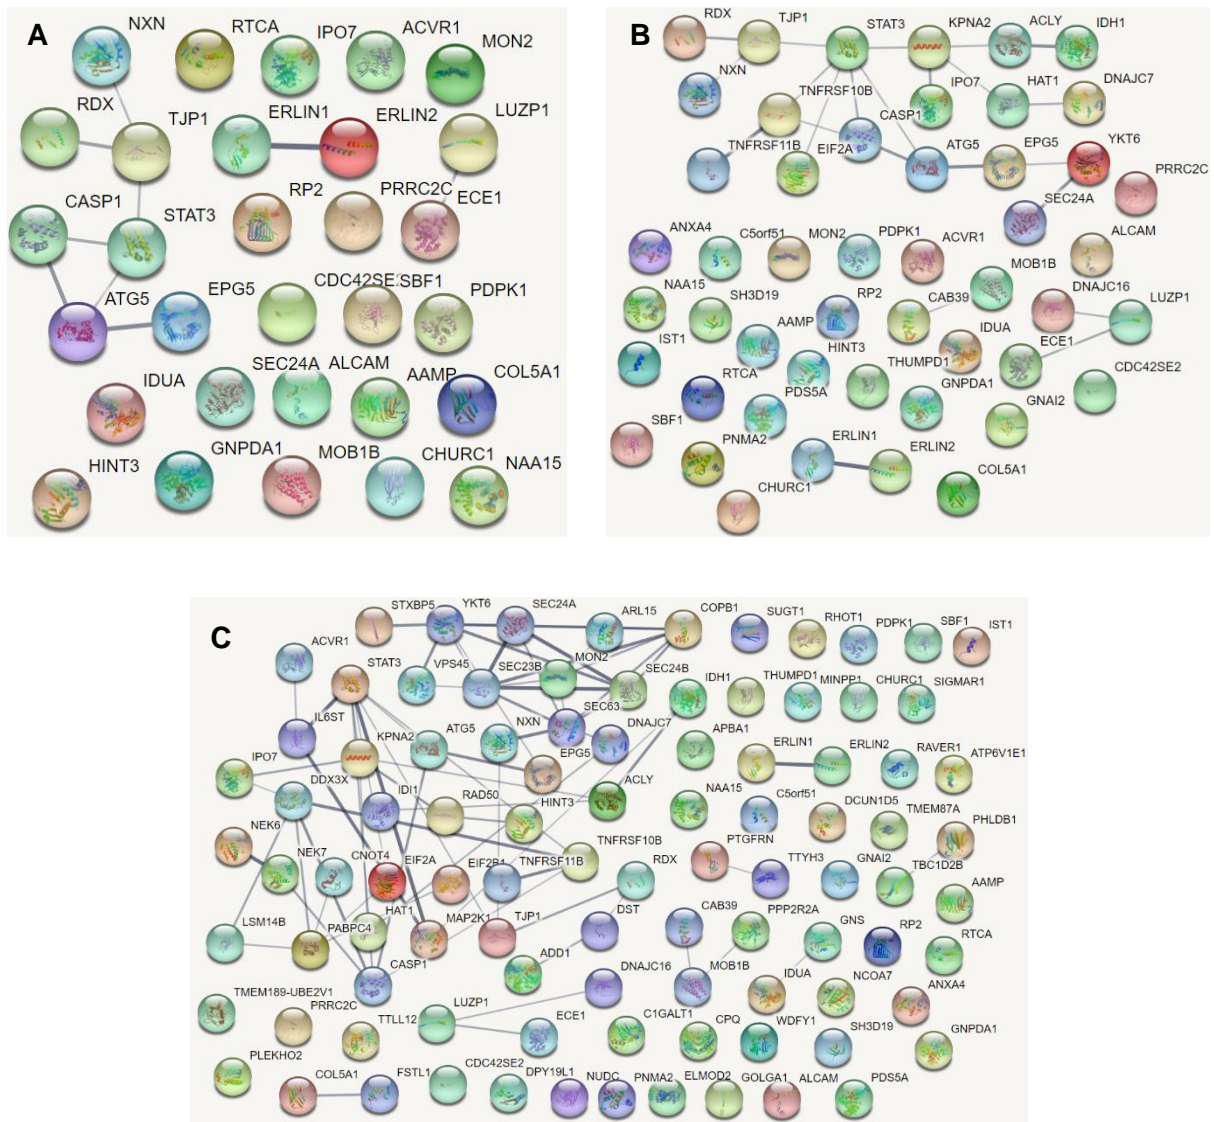 A
NXN
RTCA
IPO7
ACVR1
MON2
RDX
TJP1
ERLIN1
ERLIN2
LUZP1
CASP1
STAT3
RP2
PRRC2C
ECE1
ATG5
EPG5
CDC42SE2
SBF1
PDPK1
IDUA
SEC24A
ALCAM
AAMP
COL5A1
HINT3
GNPDA1
MOB1B
CHURC1
NAA15
B
RDX
TJP1
STAT3
KPNA2
ACLY
IDH1
NXN
TNFRSF10B
IPO7
HAT1
DNAJC7
CASP1
TNFRSF11B
EIF2A
ATG5
EPG5
YKT6
PRRC2C
SEC24A
ANXA4
C5orf51
MON2
PDPK1
ACVR1
ALCAM
MOB1B
NAA15
SH3D19
RP2
CAB39
DNAJC16
LUZP1
IST1
AAMP
HINT3
IDUA
ECE1
RTCA
PDS5A
THUMPD1
GNPDA1
CDC42SE2
SBF1
PNMA2
ERLIN1
ERLIN2
GNAI2
CHURC1
COL5A1
C
STXBP5
YKT6
SEC24A
ARL15
COPB1
SUGT1
RHOT1
PDPK1
SBF1
IST1
ACVR1
STAT3
VPS45
SEC23B
MON2
SEC24B
IDH1
THUMPD1
MINPP1
CHURC1
SIGMAR1
IL6ST
KPNA2
ATG5
NXN
SEC63
DNAJC7
APBA1
EPG5
ERLIN1
ERLIN2
RAVER1
ATP6V1E1
IPO7
DDX3X
IDI1
RAD50
HINT3
ACLY
NAA15
C5orf51
DCUN1D5
TMEM87A
PHLDB1
NEK6
NEK7
CNOT4
EIF2A
EIF2B1
TNFRSF11B
TNFRSF10B
RDX
PTGFRN
TTYH3
GNAI2
TBC1D2B
AAMP
LSM14B
PABPC4
HAT1
MAP2K1
TJP1
DST
CAB39
PPP2R2A
GNS
RP2
RTCA
CASP1
ADD1
DNAJC16
MOB1B
IDUA
NCOA7
ANXA4
TMEM189-UBE2V1
PRRC2C
TTLL12
LUZP1
ECE1
C1GALT1
CPQ
WDFY1
SH3D19
GNPDA1
PLEKHO2
COL5A1
FSTL1
CDC42SE2
DPY19L1
NUDC
PNMA2
ELMOD2
GOLGA1
ALCAM
PDS5A